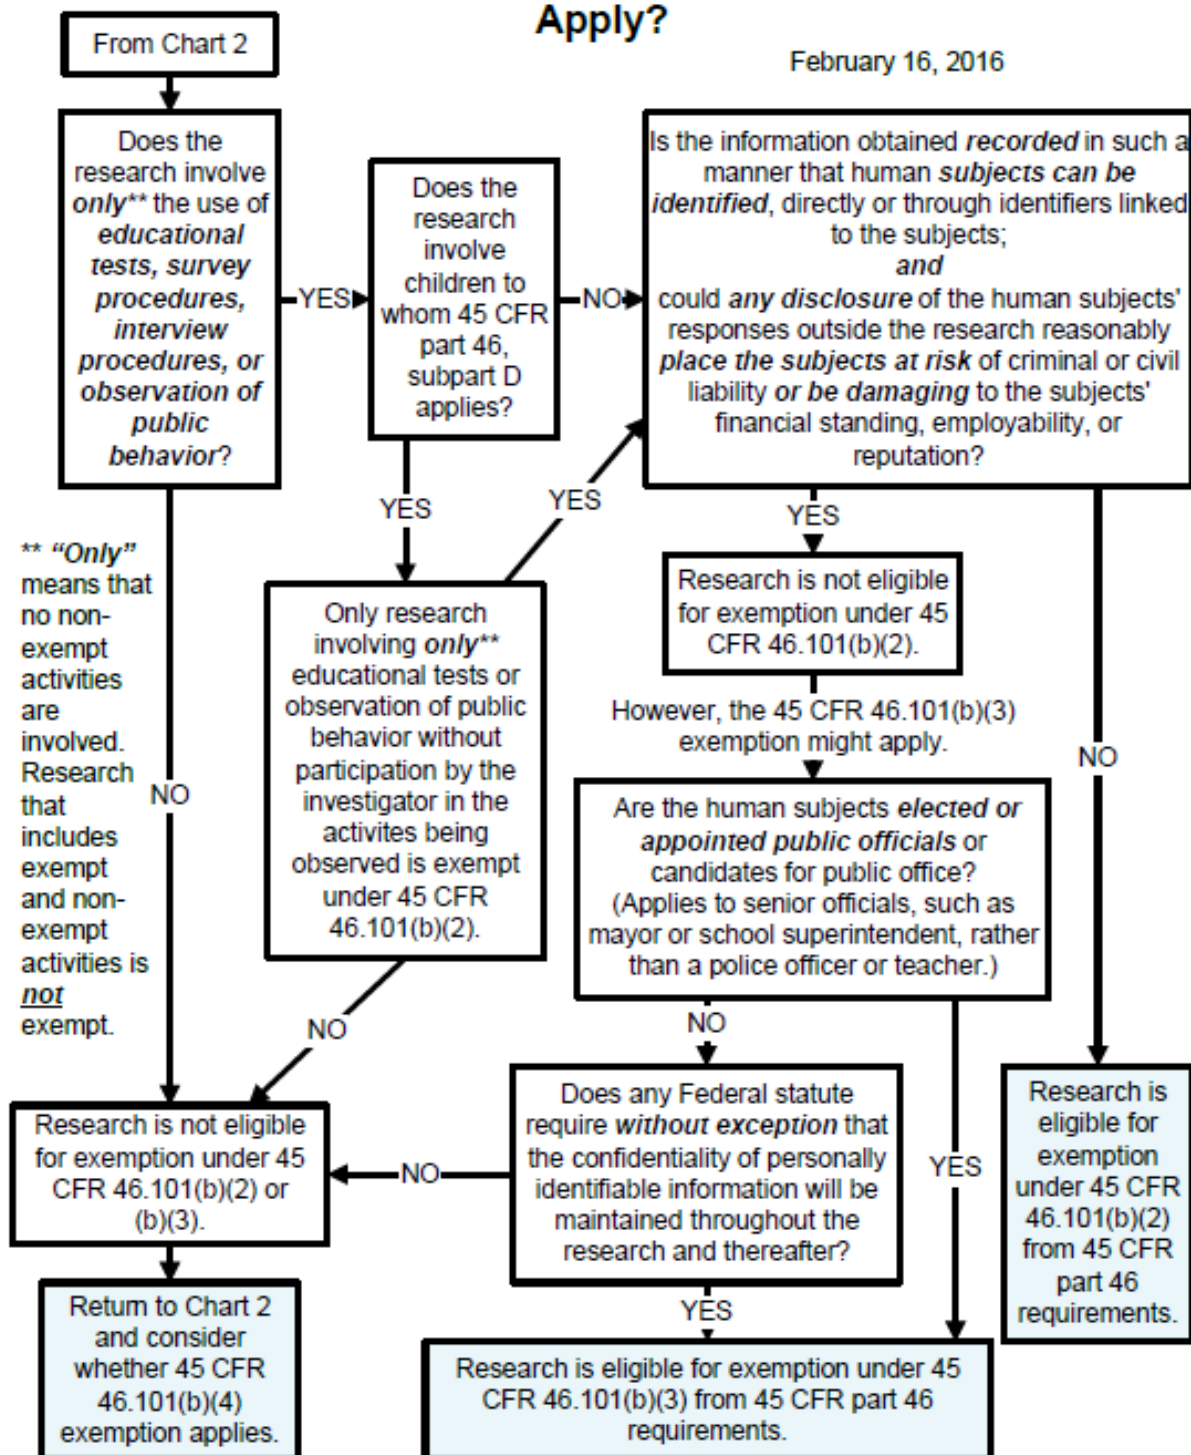 Apply?
February 16, 2016
From Chart 2
Does the
research involve
only** the use of
educational
tests, survey
procedures,
interview
procedures, or
observation of
public
behavior?
YES
Does the
research
involve
children to
whom 45 CFR
part 46,
subpart D
applies?
NO
Is the information obtained recorded in such a
manner that human subjects can be
identified, directly or through identifiers linked
to the subjects;
and
could any disclosure of the human subjects'
responses outside the research reasonably
place the subjects at risk of criminal or civil
liability or be damaging to the subjects'
financial standing, employability, or
reputation?
YES
YES
YES
** "Only"
means that
no non-
exempt
activities
are
involved.
Research
that
includes
exempt
and non-
exempt
activities is
not
exempt.
NO
Only research
involving only**
educational tests or
observation of public
behavior without
participation by the
investigator in the
activites being
observed is exempt
under 45 CFR
46.101(b)(2).
Research is not eligible
for exemption under 45
CFR 46.101(b)(2).
However, the 45 CFR 46.101(b)(3)
exemption might apply.
NO
Are the human subjects elected or
appointed public officials or
candidates for public office?
(Applies to senior officials, such as
mayor or school superintendent, rather
than a police officer or teacher.)
NO
NO
Does any Federal statute
require without exception that
the confidentiality of personally
identifiable information will be
maintained throughout the
research and thereafter?
YES
Research is
eligible for
exemption
under 45 CFR
46.101(b)(2)
from 45 CFR
part 46
requirements.
Research is not eligible
for exemption under 45
CFR 46.101(b)(2) or
(b)(3).
NO
YES
Return to Chart 2
and consider
whether 45 CFR
46.101(b)(4)
exemption applies.
Research is eligible for exemption under 45
CFR 46.101(b)(3) from 45 CFR part 46
requirements.